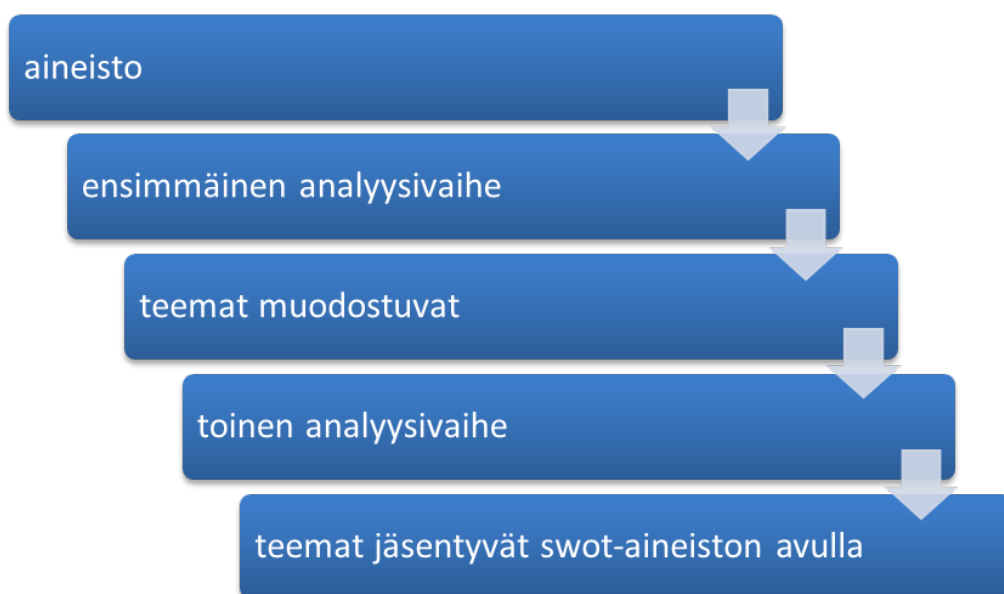 aineisto
ensimmäinen analyysivaihe
teemat muodostuvat
toinen analyysivaihe
teemat jäsentyvät swot-aineiston avulla